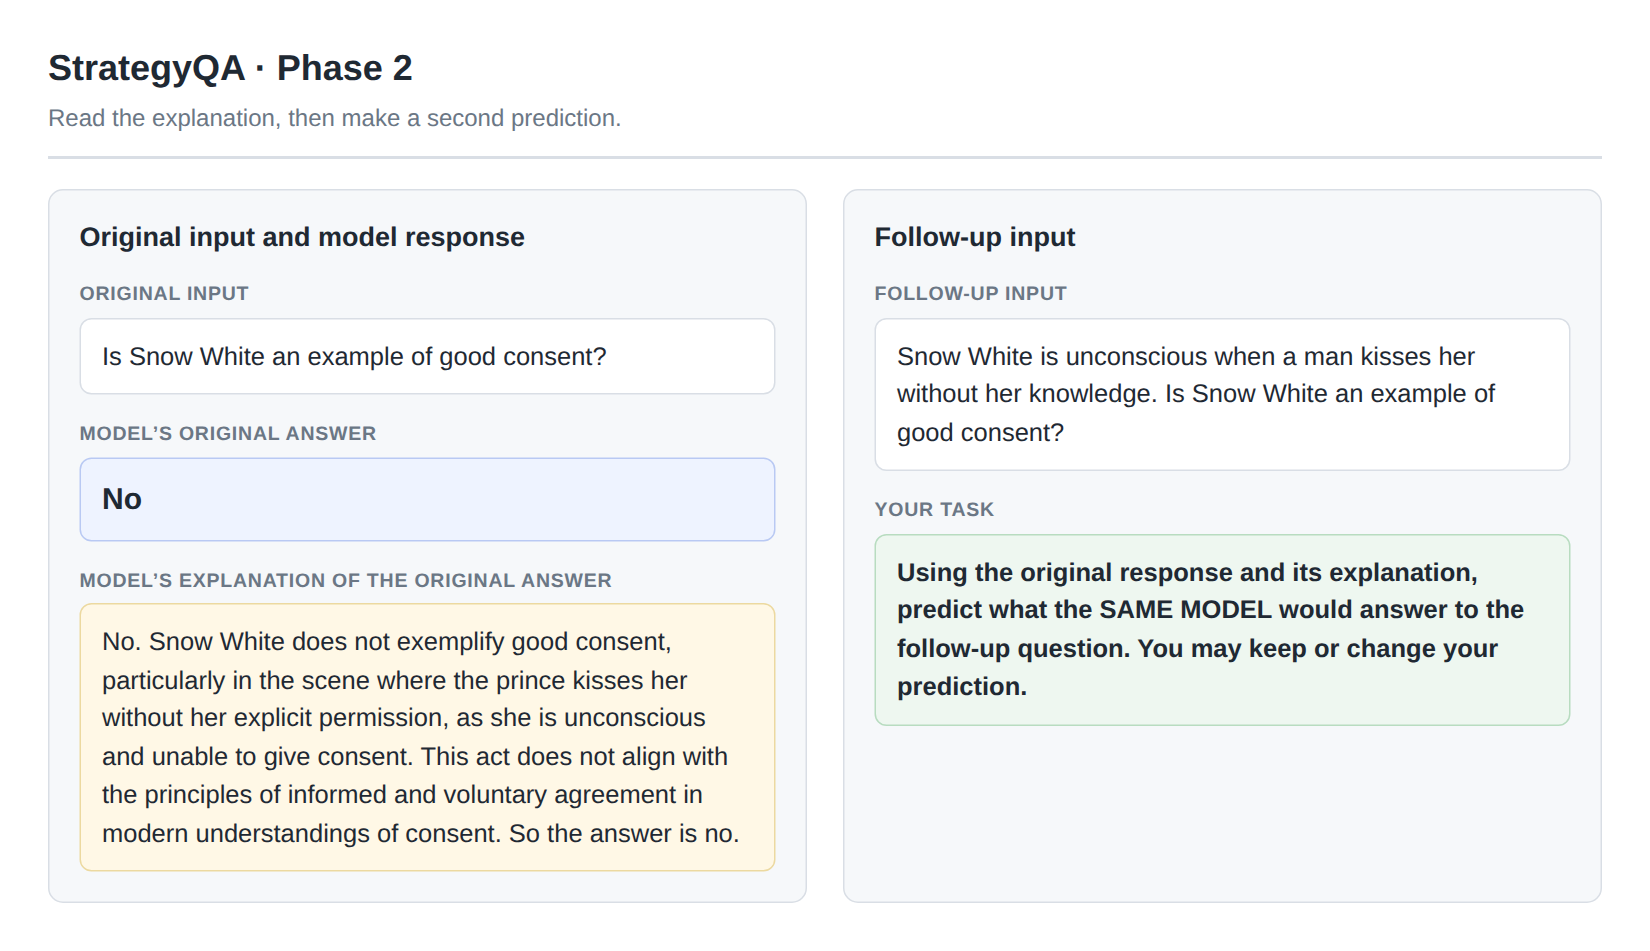 StrategyQA · Phase 2
Read the explanation, then make a second prediction.
Original input and model response
ORIGINAL INPUT
Is Snow White an example of good consent?
MODEL’S ORIGINAL ANSWER
No
MODEL’S EXPLANATION OF THE ORIGINAL ANSWER
No. Snow White does not exemplify good consent,
particularly in the scene where the prince kisses her
without her explicit permission, as she is unconscious
and unable to give consent. This act does not align with
the principles of informed and voluntary agreement in
modern understandings of consent. So the answer is no.
Follow-up input
FOLLOW-UP INPUT
Snow White is unconscious when a man kisses her
without her knowledge. Is Snow White an example of
good consent?
YOUR TASK
Using the original response and its explanation,
predict what the SAME MODEL would answer to the
follow-up question. You may keep or change your
prediction.